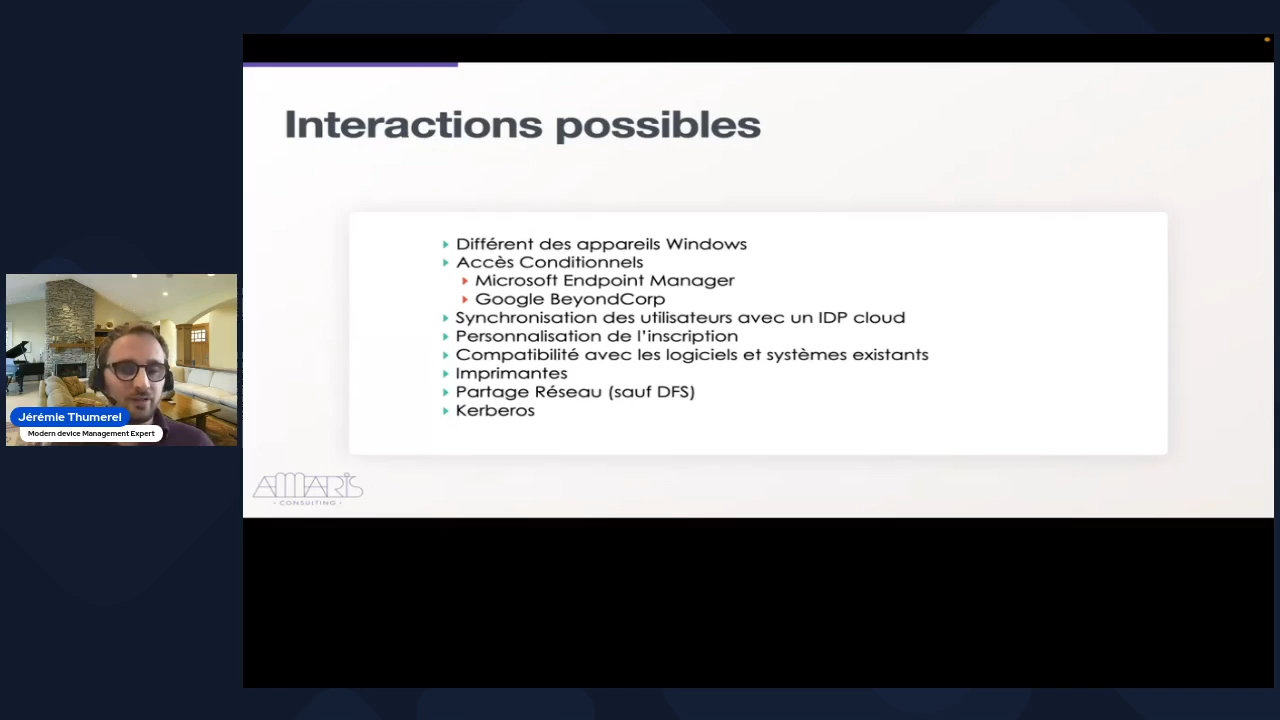 Interactions possibles
Différent des appareils Windows
Accès Conditionnels
Microsoft Endpoint Manager
Google BeyondCorp
Synchronisation des utilisateurs avec un IDP cloud
Personnalisation de l’inscription
Compatibilité avec les logiciels et systèmes existants
Imprimantes
Partage Réseau (sauf DFS)
Kerberos
Jérémie Thumerel
Modern device Management Expert
AMARIS
- CONSULTING -